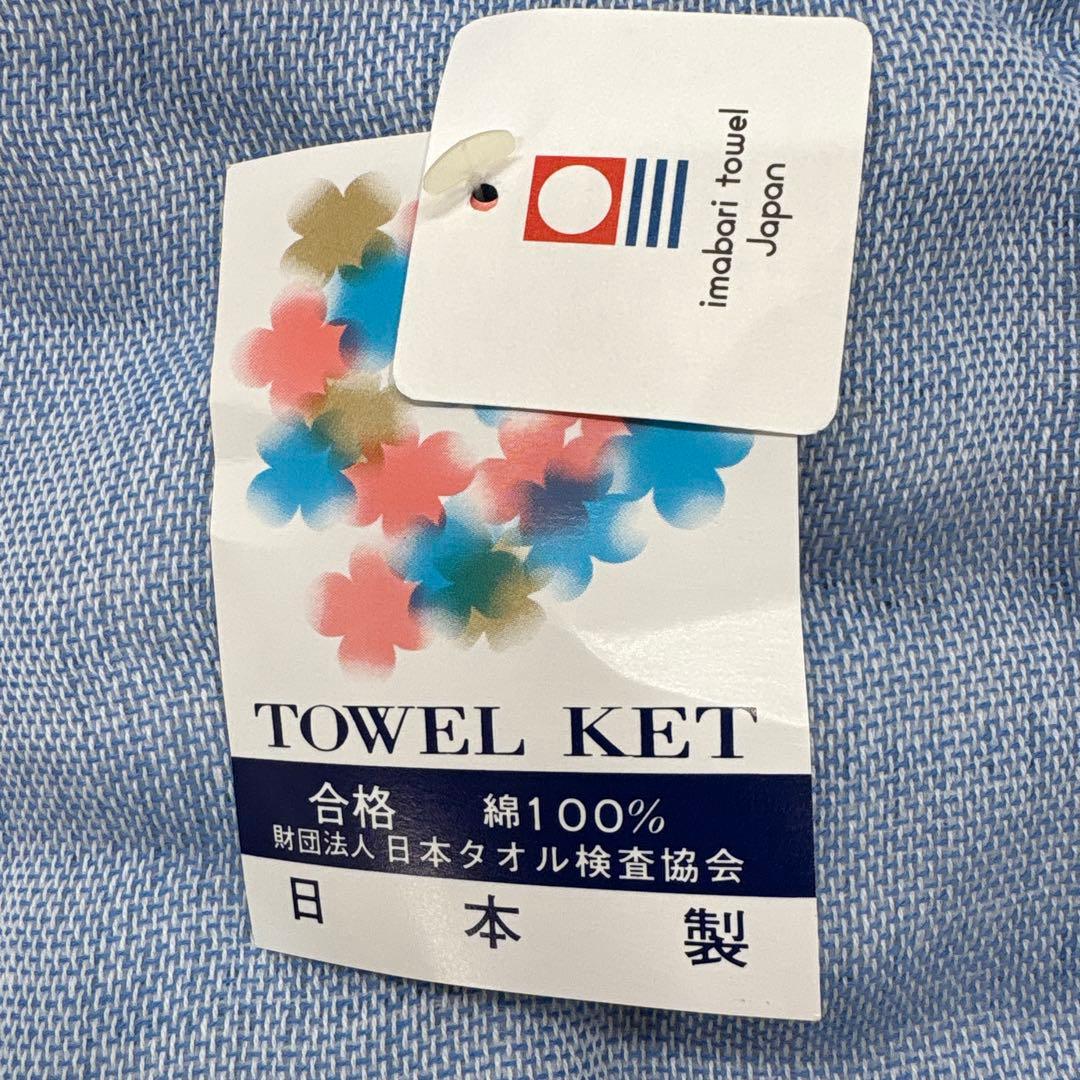 imabari towel
Japan
TOWEL KET
合格 綿100%
財団法人 日本タオル検査協会
日本製